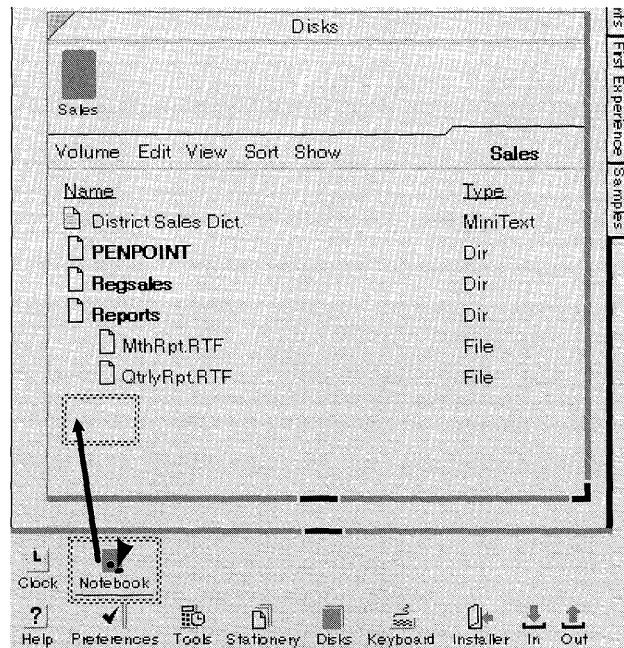 Disks
Sales
Volume Edit View Sort Show Sales
Name Type
District Sales Dict. MiniText
PENPOINT Dir
Regsales Dir
Reports Dir
MthRpt.RTF File
QtrlyRpt.RTF File
Clock Notebook
Help Preferences Tools Stationery Disks Keyboard Installer In Out
First Experience
Samples